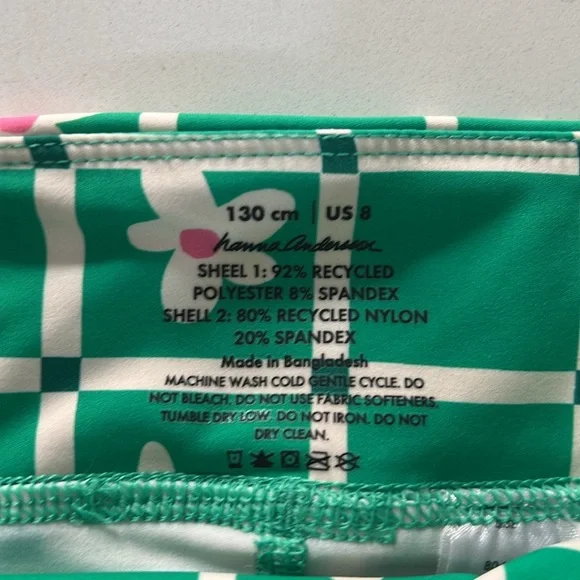 130 cm | US 8
hanna Andersson
SHEEL 1: 92% RECYCLED
POLYESTER 8% SPANDEX
SHELL 2: 80% RECYCLED NYLON
20% SPANDEX
Made in Bangladesh
MACHINE WASH COLD GENTLE CYCLE. DO
NOT BLEACH. DO NOT USE FABRIC SOFTENERS.
TUMBLE DRY LOW. DO NOT IRON. DO NOT
DRY CLEAN.